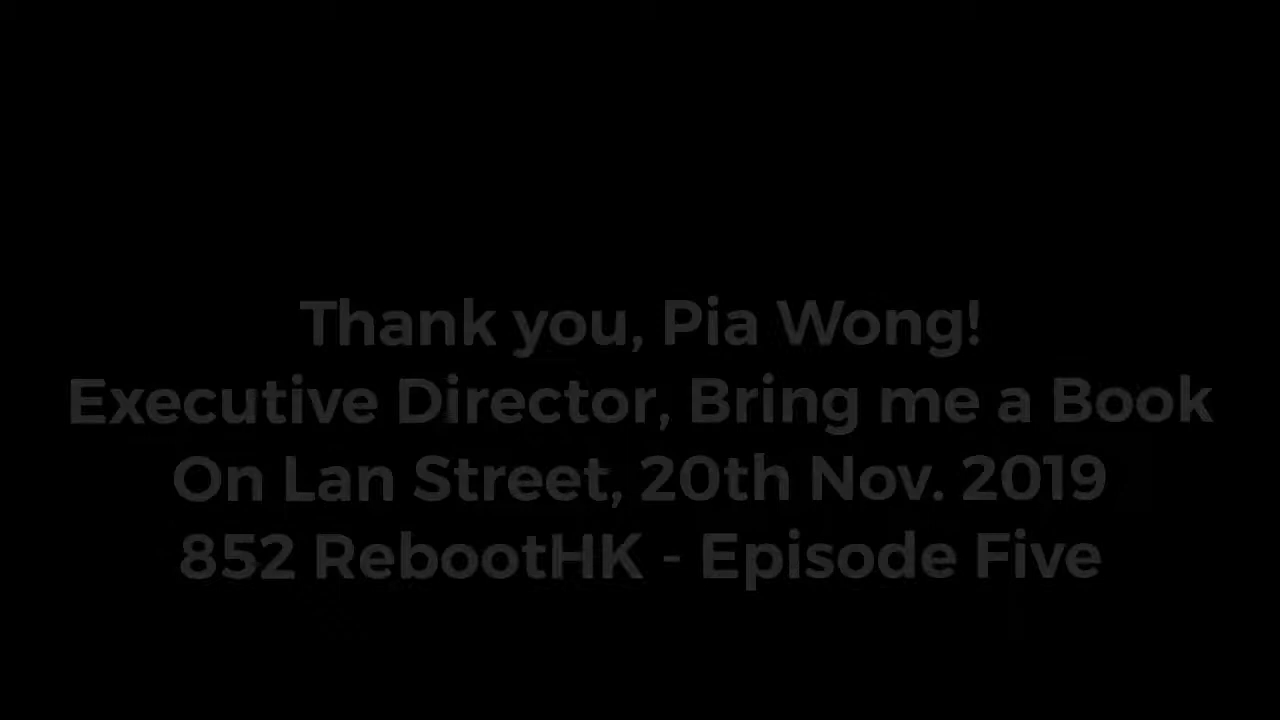 Thank you, Pia Wong!
Executive Director, Bring me a Book
On Lan Street, 20th Nov. 2019
852 RebootHK - Episode Five